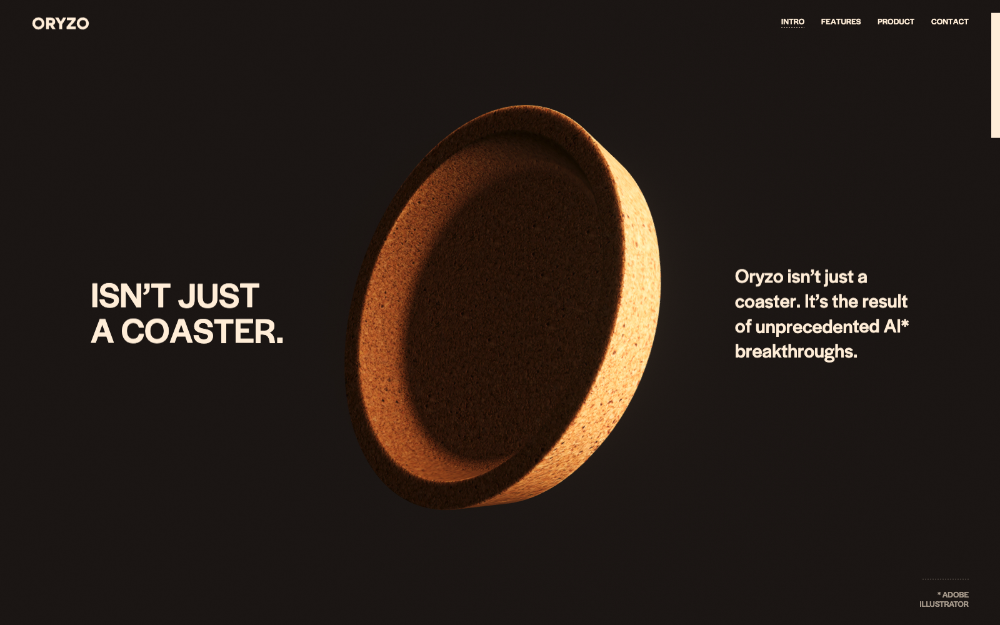 ORYZO
INTRO FEATURES PRODUCT CONTACT
ISN’T JUST
A COASTER.
Oryzo isn’t just a
coaster. It’s the result
of unprecedented AI*
breakthroughs.
* ADOBE
ILLUSTRATOR